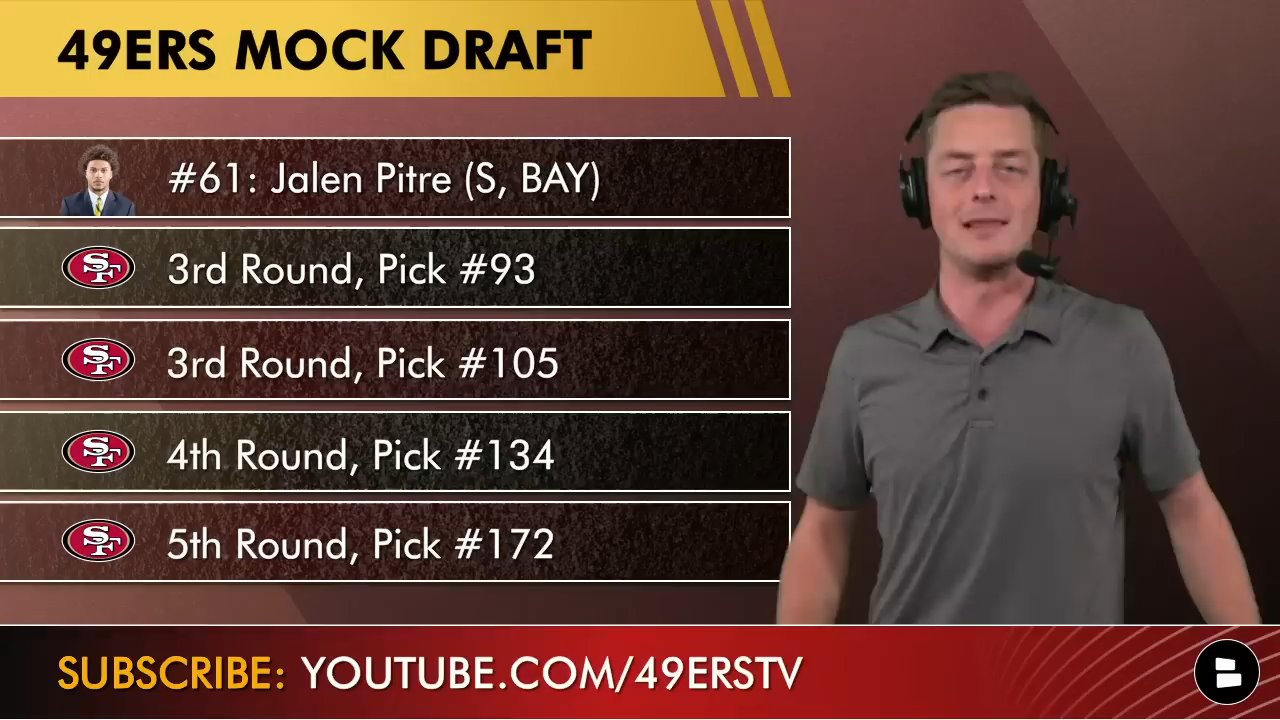 49ERS MOCK DRAFT
#61: Jalen Pitre (S, BAY)
SF 3rd Round, Pick #93
SF 3rd Round, Pick #105
SF 4th Round, Pick #134
SF 5th Round, Pick #172
SUBSCRIBE: YOUTUBE.COM/49ERSTV